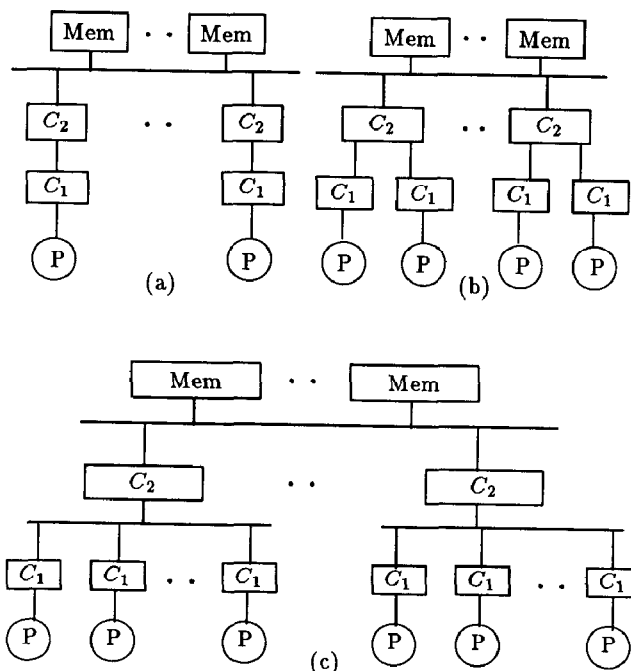 Mem . . Mem
C₂ . . C₂
C₁ C₁
P P
(a)
Mem . . Mem
C₂ . . C₂
C₁ C₁ C₁ C₁
P P P P
(b)
Mem . . Mem
C₂ . . C₂
C₁ C₁ . . C₁ C₁ C₁ . . C₁
P P P P P P
(c)